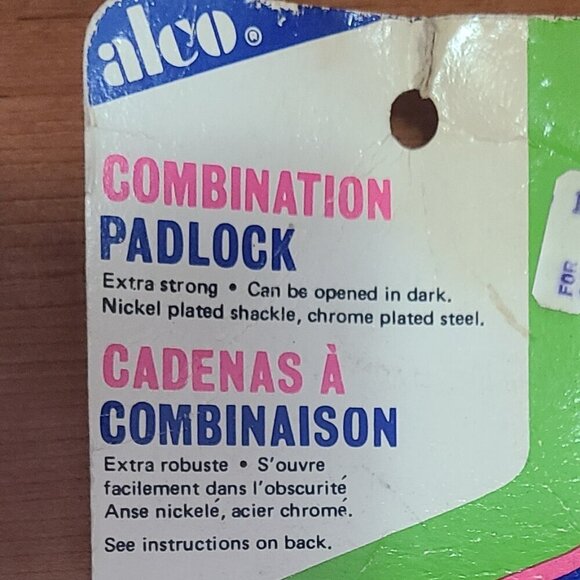 alco®
COMBINATION
PADLOCK
Extra strong • Can be opened in dark.
Nickel plated shackle, chrome plated steel.
CADENAS À
COMBINAISON
Extra robuste • S'ouvre
facilement dans l'obscurité
Anse nickelé, acier chromé.
See instructions on back.
FOR